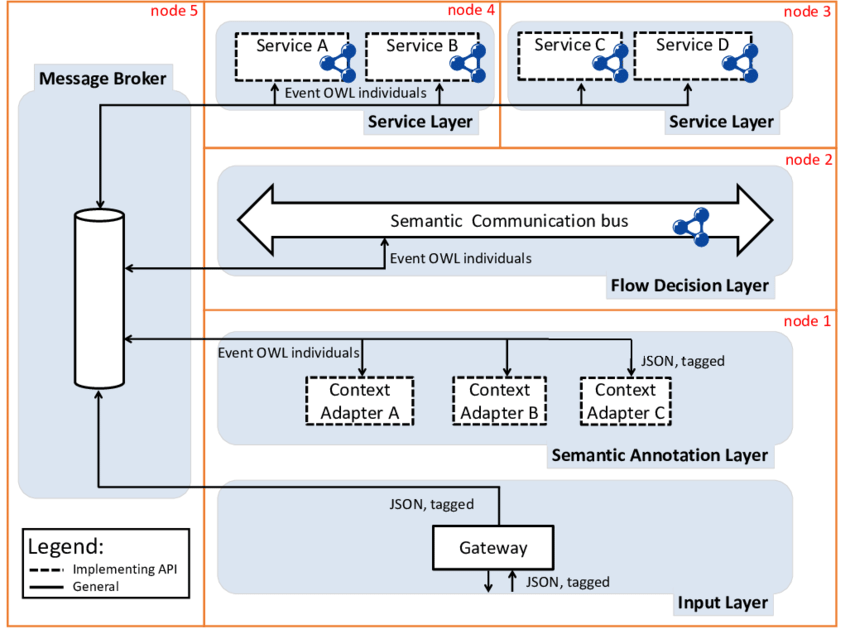 node 5
node 4
node 3
Message Broker
Service A
Service B
Service C
Service D
Event OWL individuals
Service Layer
Service Layer
node 2
Semantic Communication bus
Event OWL individuals
Flow Decision Layer
node 1
Event OWL individuals
JSON, tagged
Context
Adapter A
Context
Adapter B
Context
Adapter C
Semantic Annotation Layer
JSON, tagged
Gateway
JSON, tagged
Input Layer
Legend:
Implementing API
General